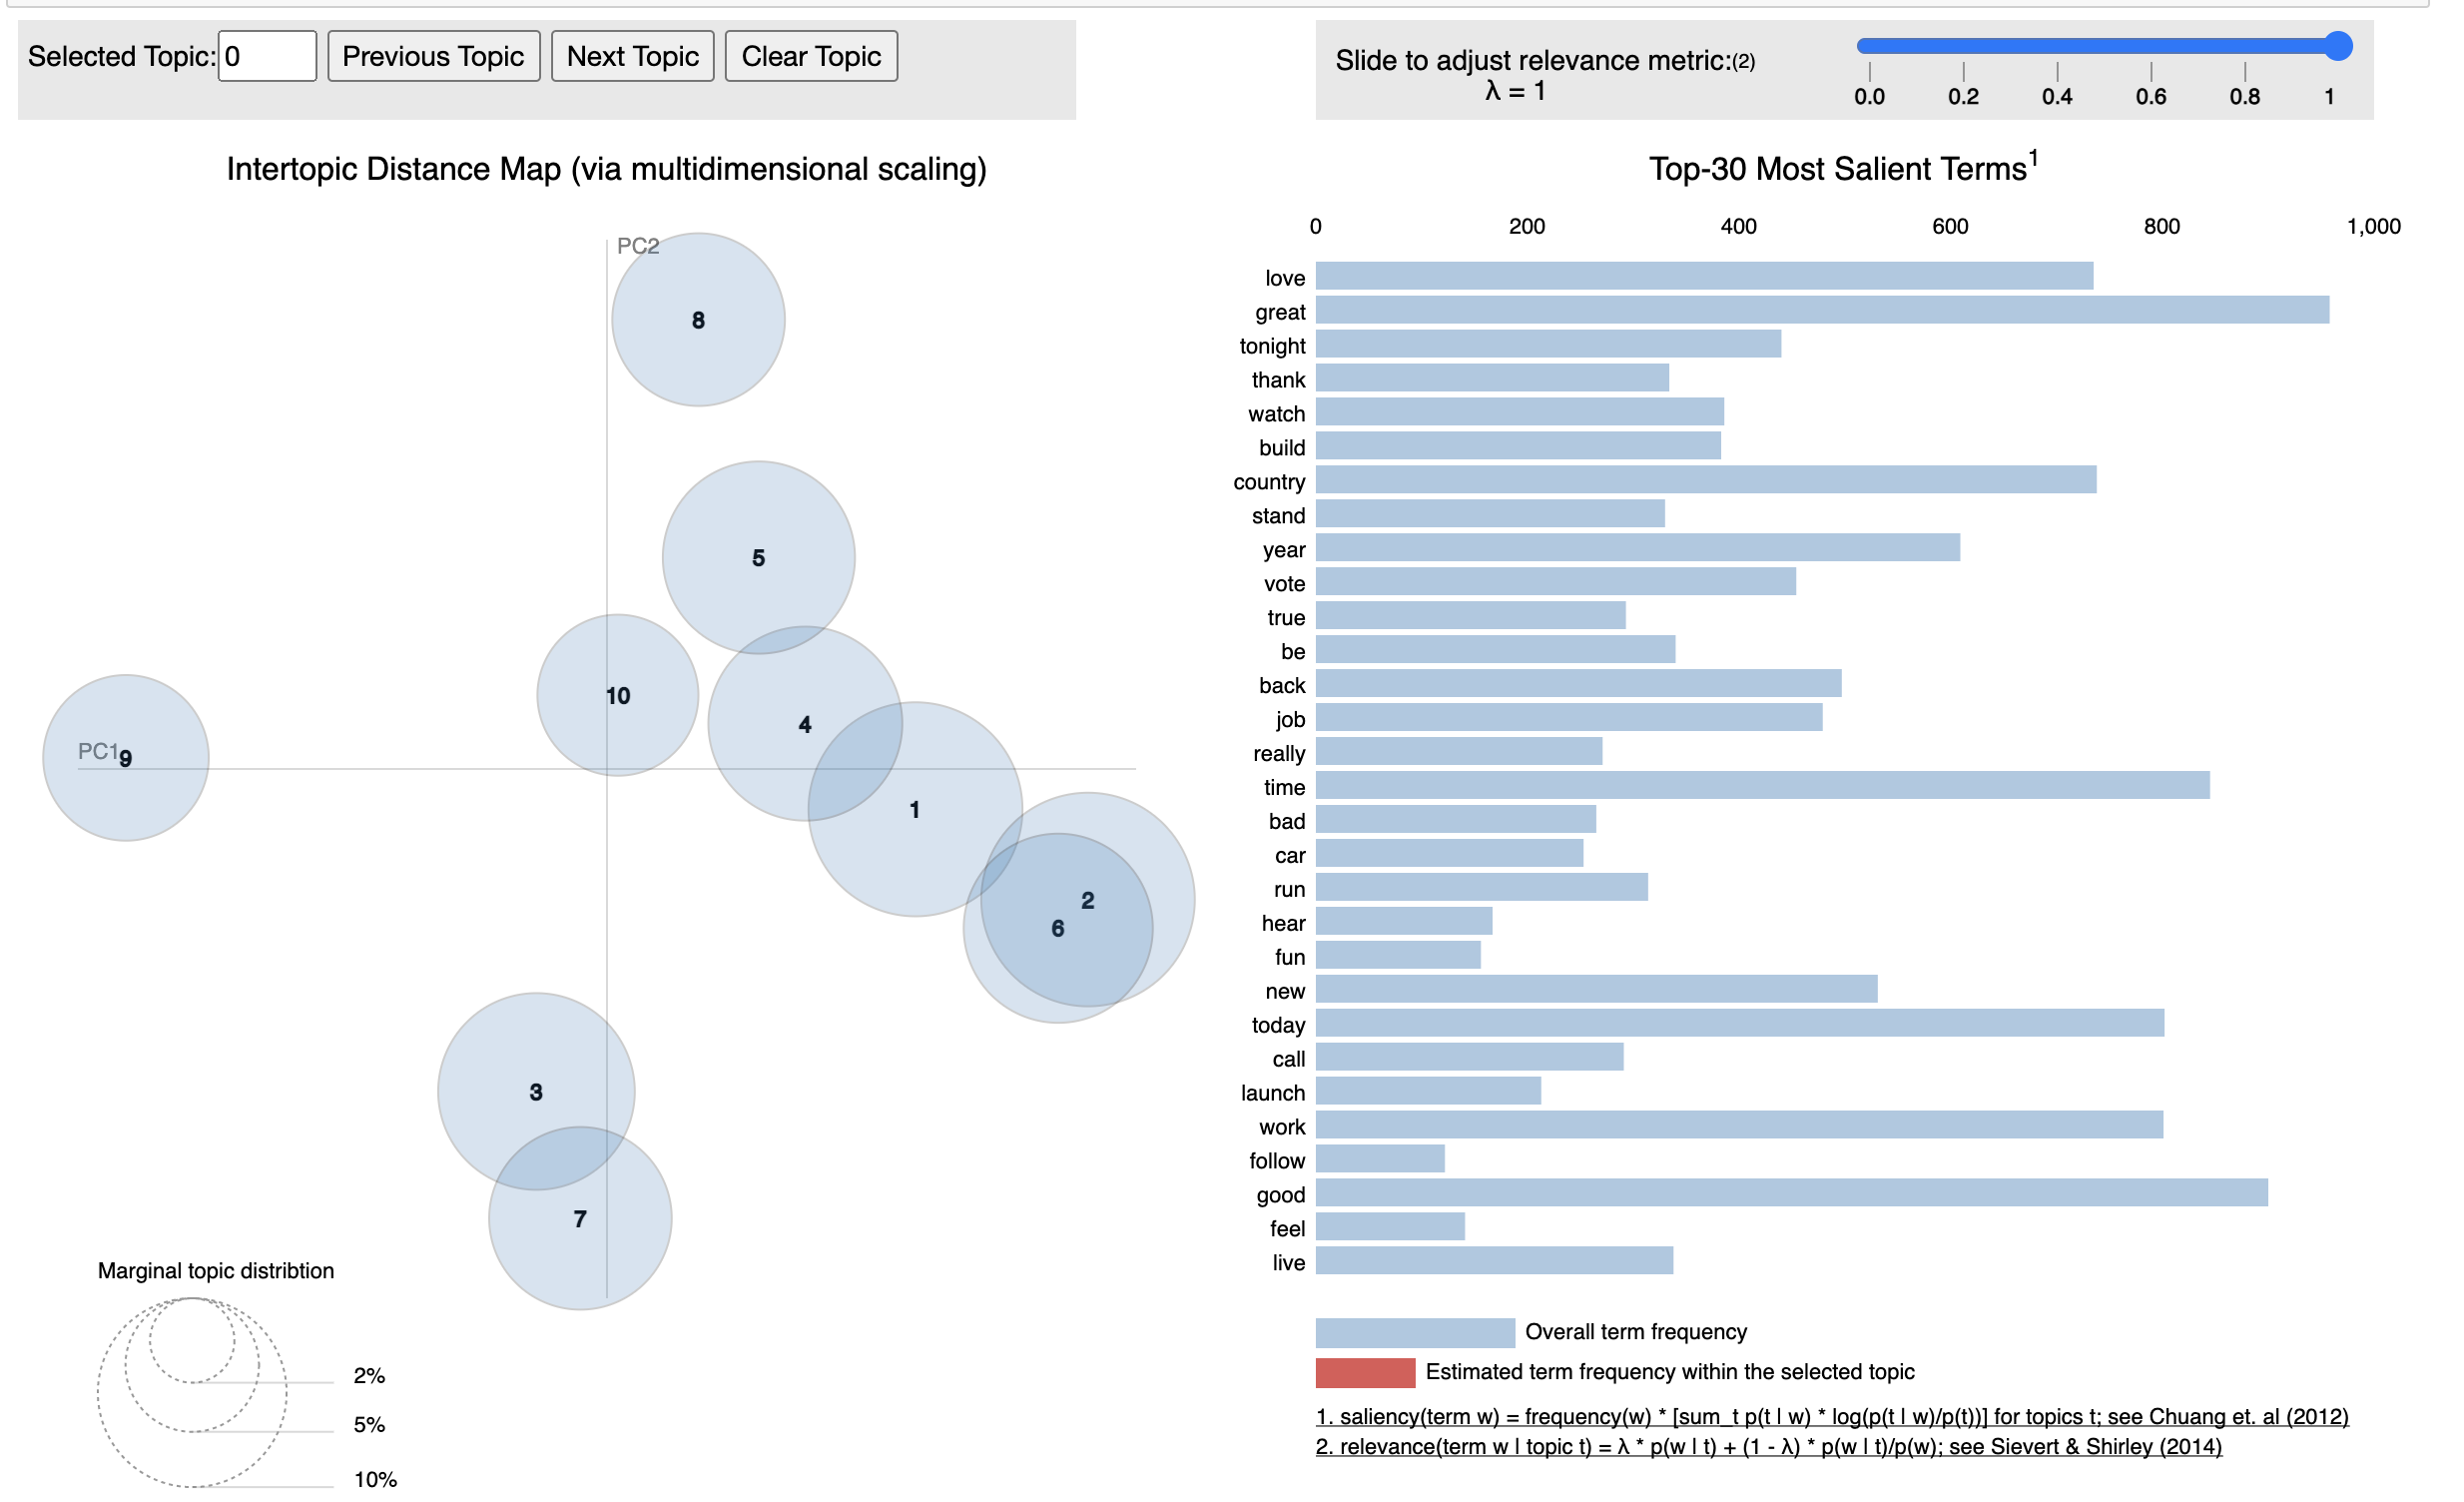 Selected Topic: 0 Previous Topic Next Topic Clear Topic
Slide to adjust relevance metric:(2)
λ = 1
0.0 0.2 0.4 0.6 0.8 1
Intertopic Distance Map (via multidimensional scaling)
PC2
8
5
10
4
PC1
9
1
2
6
3
7
Marginal topic distribtion
2%
5%
10%
Top-30 Most Salient Terms1
0 200 400 600 800 1,000
love
great
tonight
thank
watch
build
country
stand
year
vote
true
be
back
job
really
time
bad
car
run
hear
fun
new
today
call
launch
work
follow
good
feel
live
Overall term frequency
Estimated term frequency within the selected topic
1. saliency(term w) = frequency(w) * [sum_t p(t | w) * log(p(t | w)/p(t))] for topics t; see Chuang et. al (2012)
2. relevance(term w | topic t) = λ * p(w | t) + (1 - λ) * p(w | t)/p(w); see Sievert & Shirley (2014)